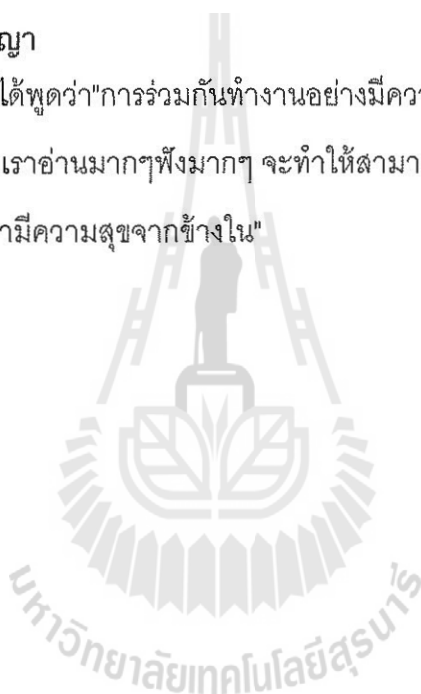 ญา
ได้พูดว่า"การร่วมกันทำงานอย่างมีควา
เราอ่านมากๆฟังมากๆ จะทำให้สามา
ามีความสุขจากข้างใน"
มหาวิทยาลัยเทคโนโลยีสุรนารี